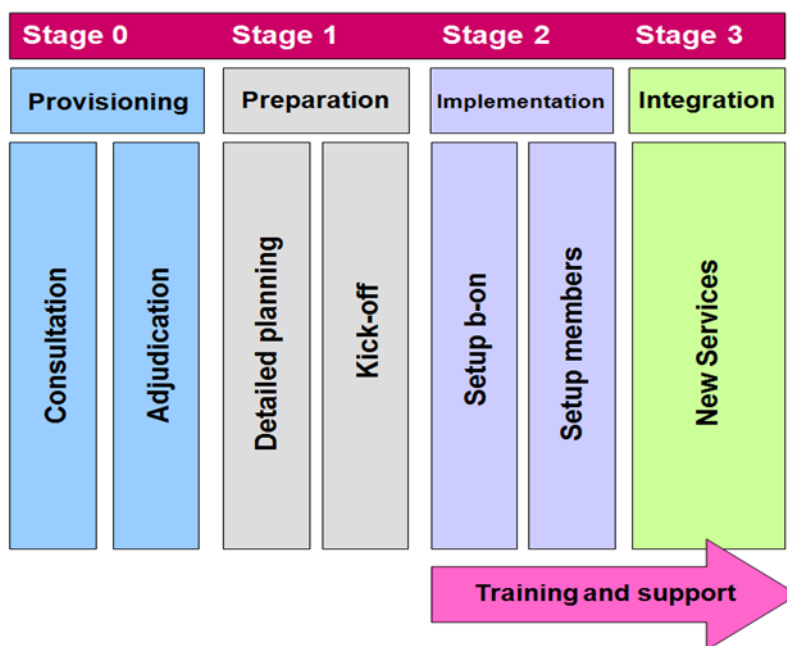 Stage 0 Stage 1 Stage 2 Stage 3
Provisioning Preparation Implementation Integration
Consultation
Adjudication
Detailed planning
Kick-off
Setup b-on
Setup members
New Services
Training and support